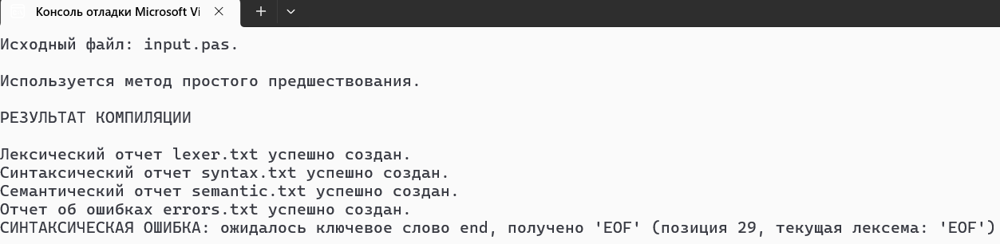 Консоль отладки Microsoft Vi
Исходный файл: input.pas.
Используется метод простого предшествования.
РЕЗУЛЬТАТ КОМПИЛЯЦИИ
Лексический отчет lexer.txt успешно создан.
Синтаксический отчет syntax.txt успешно создан.
Семантический отчет semantic.txt успешно создан.
Отчет об ошибках errors.txt успешно создан.
СИНТАКСИЧЕСКАЯ ОШИБКА: ожидалось ключевое слово end, получено 'EOF' (позиция 29, текущая лексема: 'EOF')